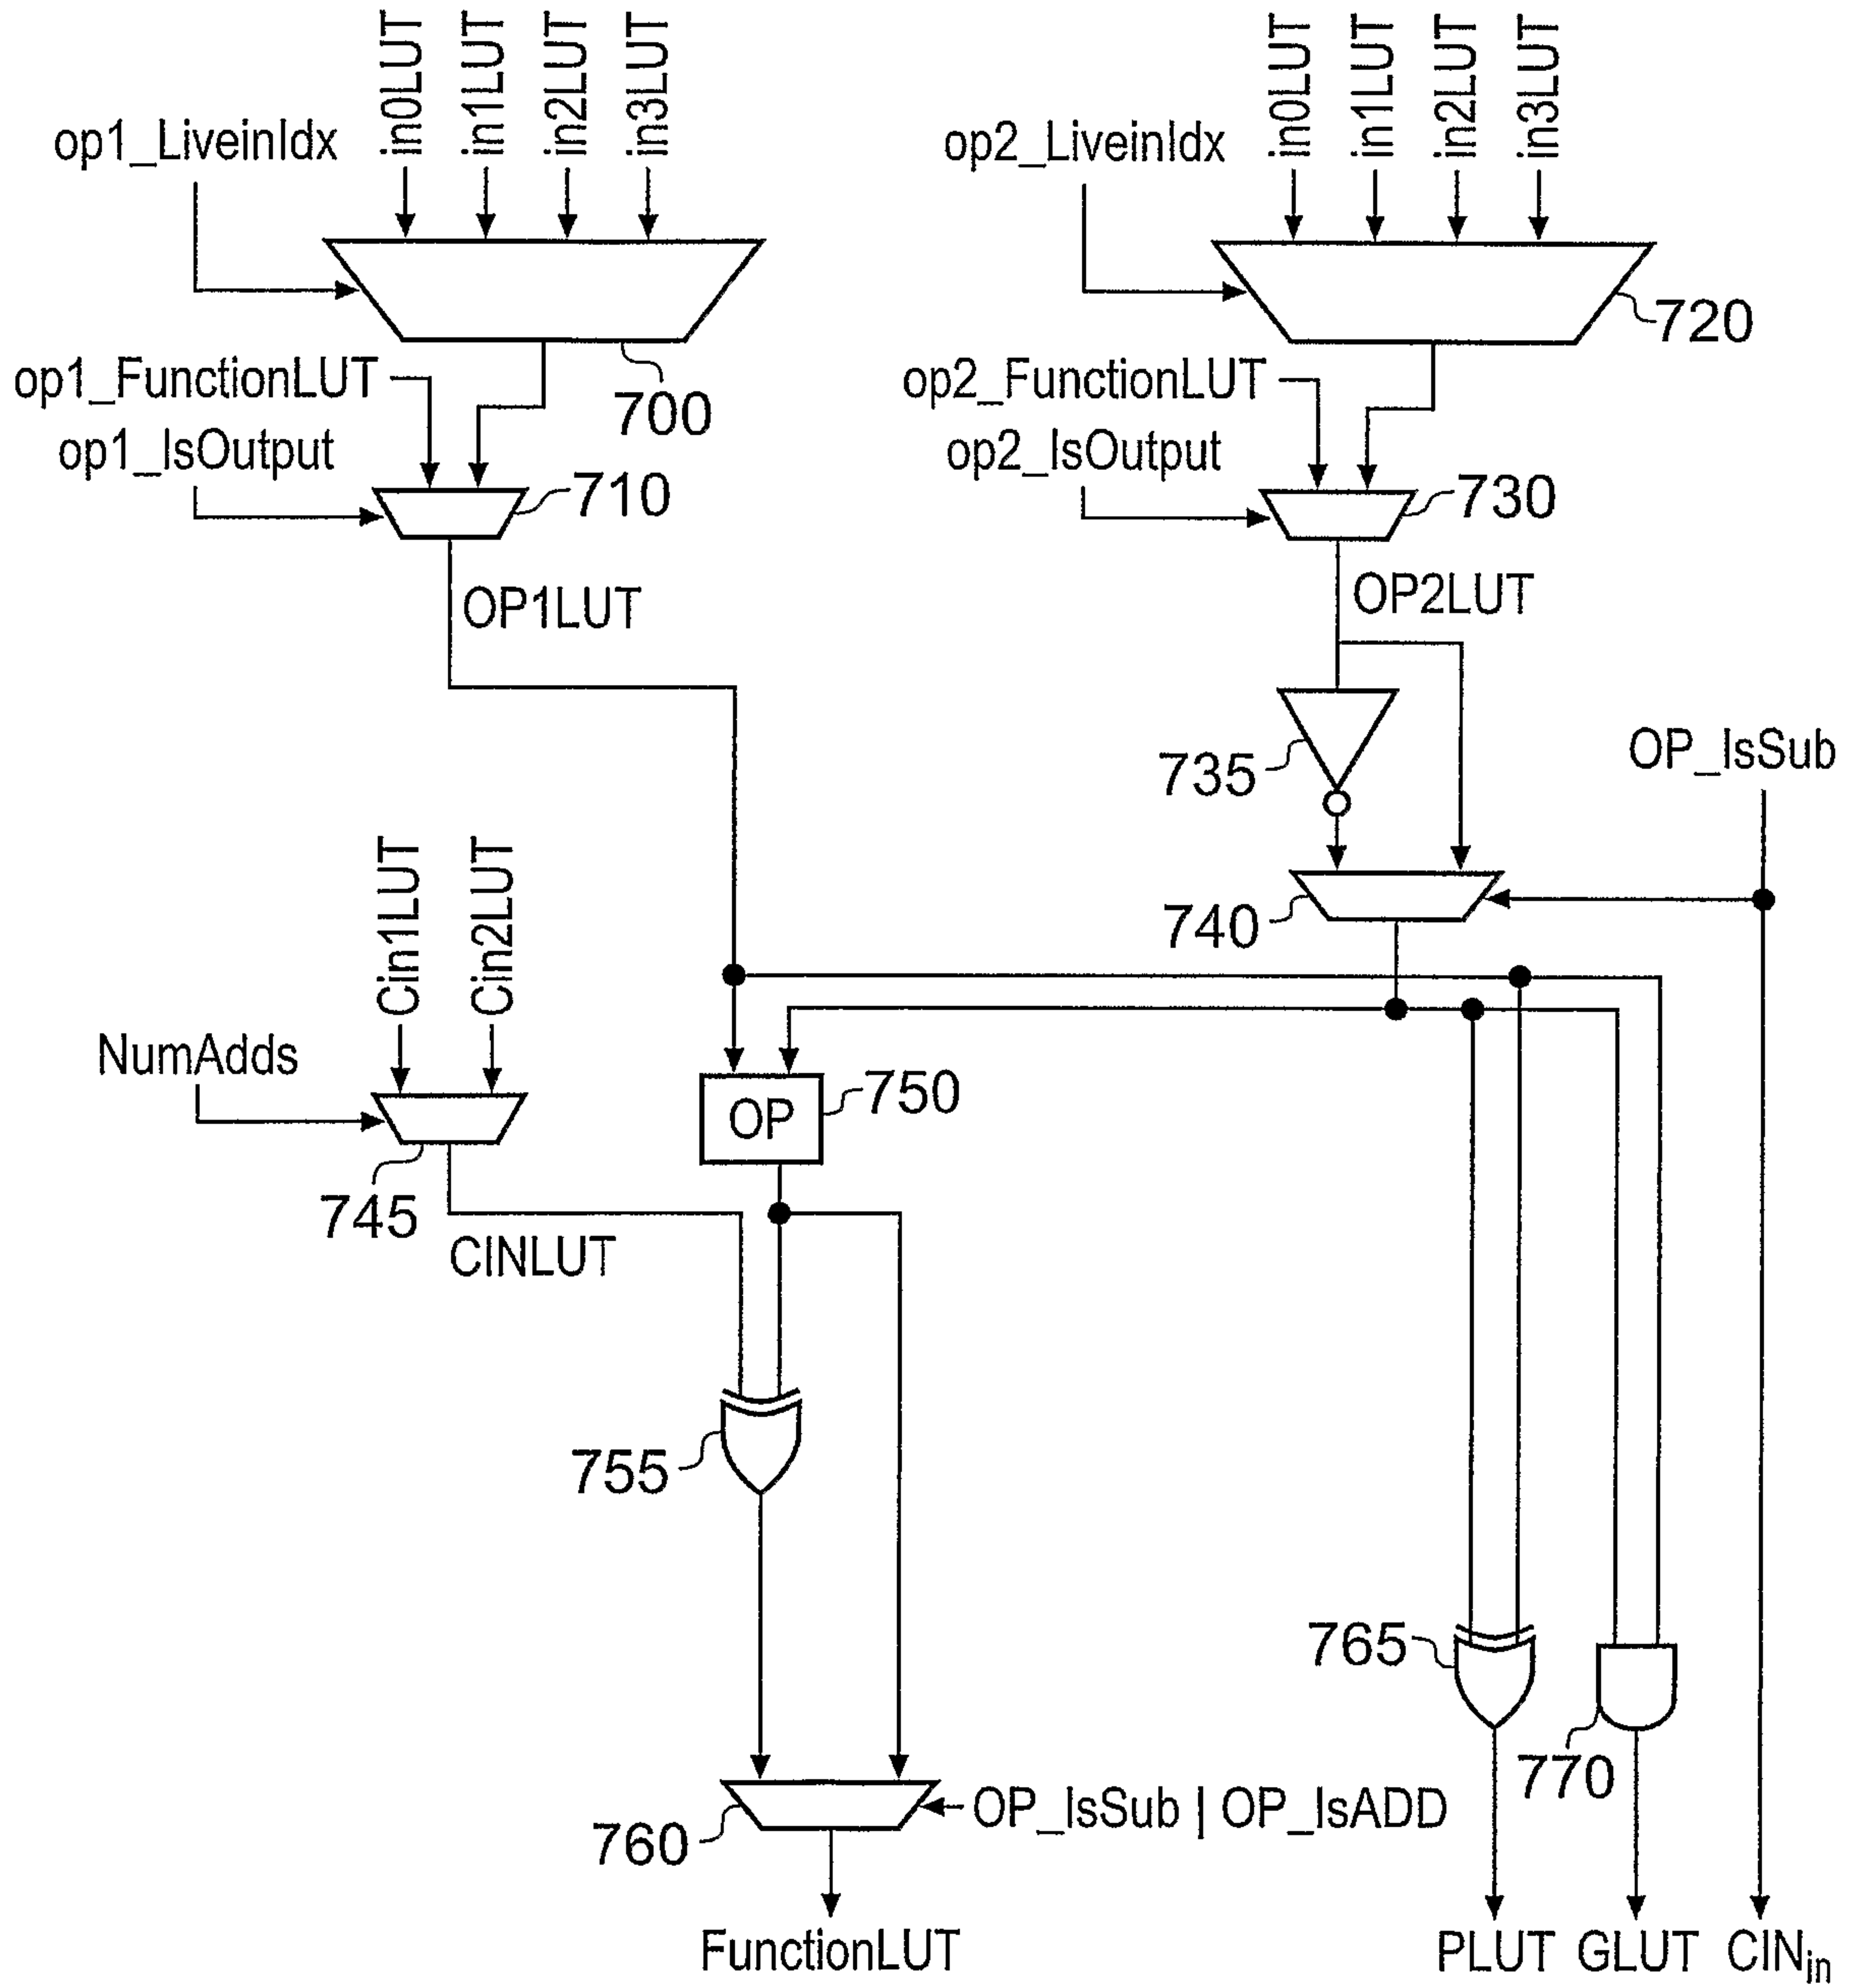 in0LUT
in1LUT
in2LUT
in3LUT
in0LUT
in1LUT
in2LUT
in3LUT
op1_LiveinIdx
op2_LiveinIdx
720
op1_FunctionLUT
700
op2_FunctionLUT
op1_IsOutput
710
op2_IsOutput
730
OP1LUT
OP2LUT
735
OP_IsSub
Cin1LUT
Cin2LUT
740
NumAdds
OP
750
745
CINLUT
755
765
770
OP_IsSub | OP_IsADD
760
FunctionLUT
PLUT
GLUT
CINin